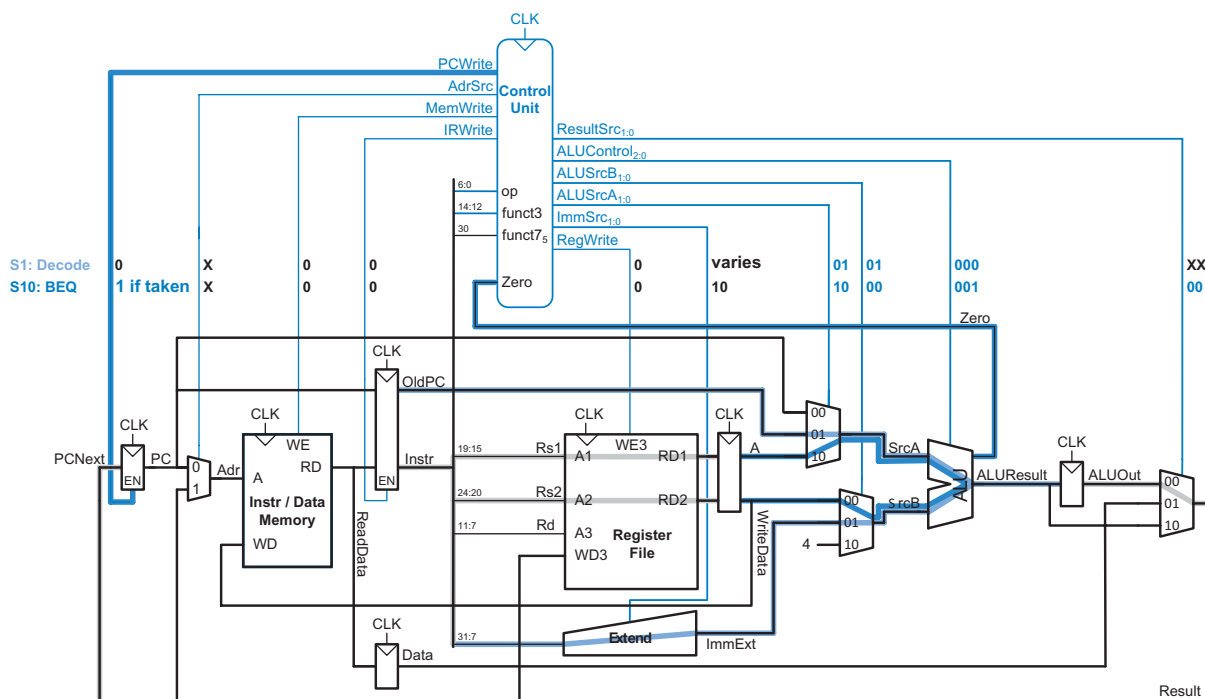 CLK
PCWrite
AdrSrc
MemWrite
IRWrite
Control
Unit
ResultSrc1:0
ALUControl2:0
ALUSrcB1:0
ALUSrcA1:0
ImmSrc1:0
RegWrite
6:0
op
14:12
funct3
30
funct75
Zero
S1: Decode 0 X 0 0 0 varies 01 01 000 XX
S10: BEQ 1 if taken X 0 0 0 10 10 00 001 00
Zero
CLK
OldPC
EN
Instr
PCNext
CLK
EN
PC
0
1
Adr
CLK
WE
A
RD
Instr / Data
Memory
WD
ReadData
19:15
Rs1
24:20
Rs2
11:7
Rd
CLK
WE3
A1
RD1
A2
RD2
A3
WD3
Register
File
CLK
A
WriteData
00
01
10
SrcA
00
01
10
4
SrcB
ALU
ALUResult
CLK
ALUOut
00
01
10
31:7
Extend
ImmExt
CLK
Data
Result